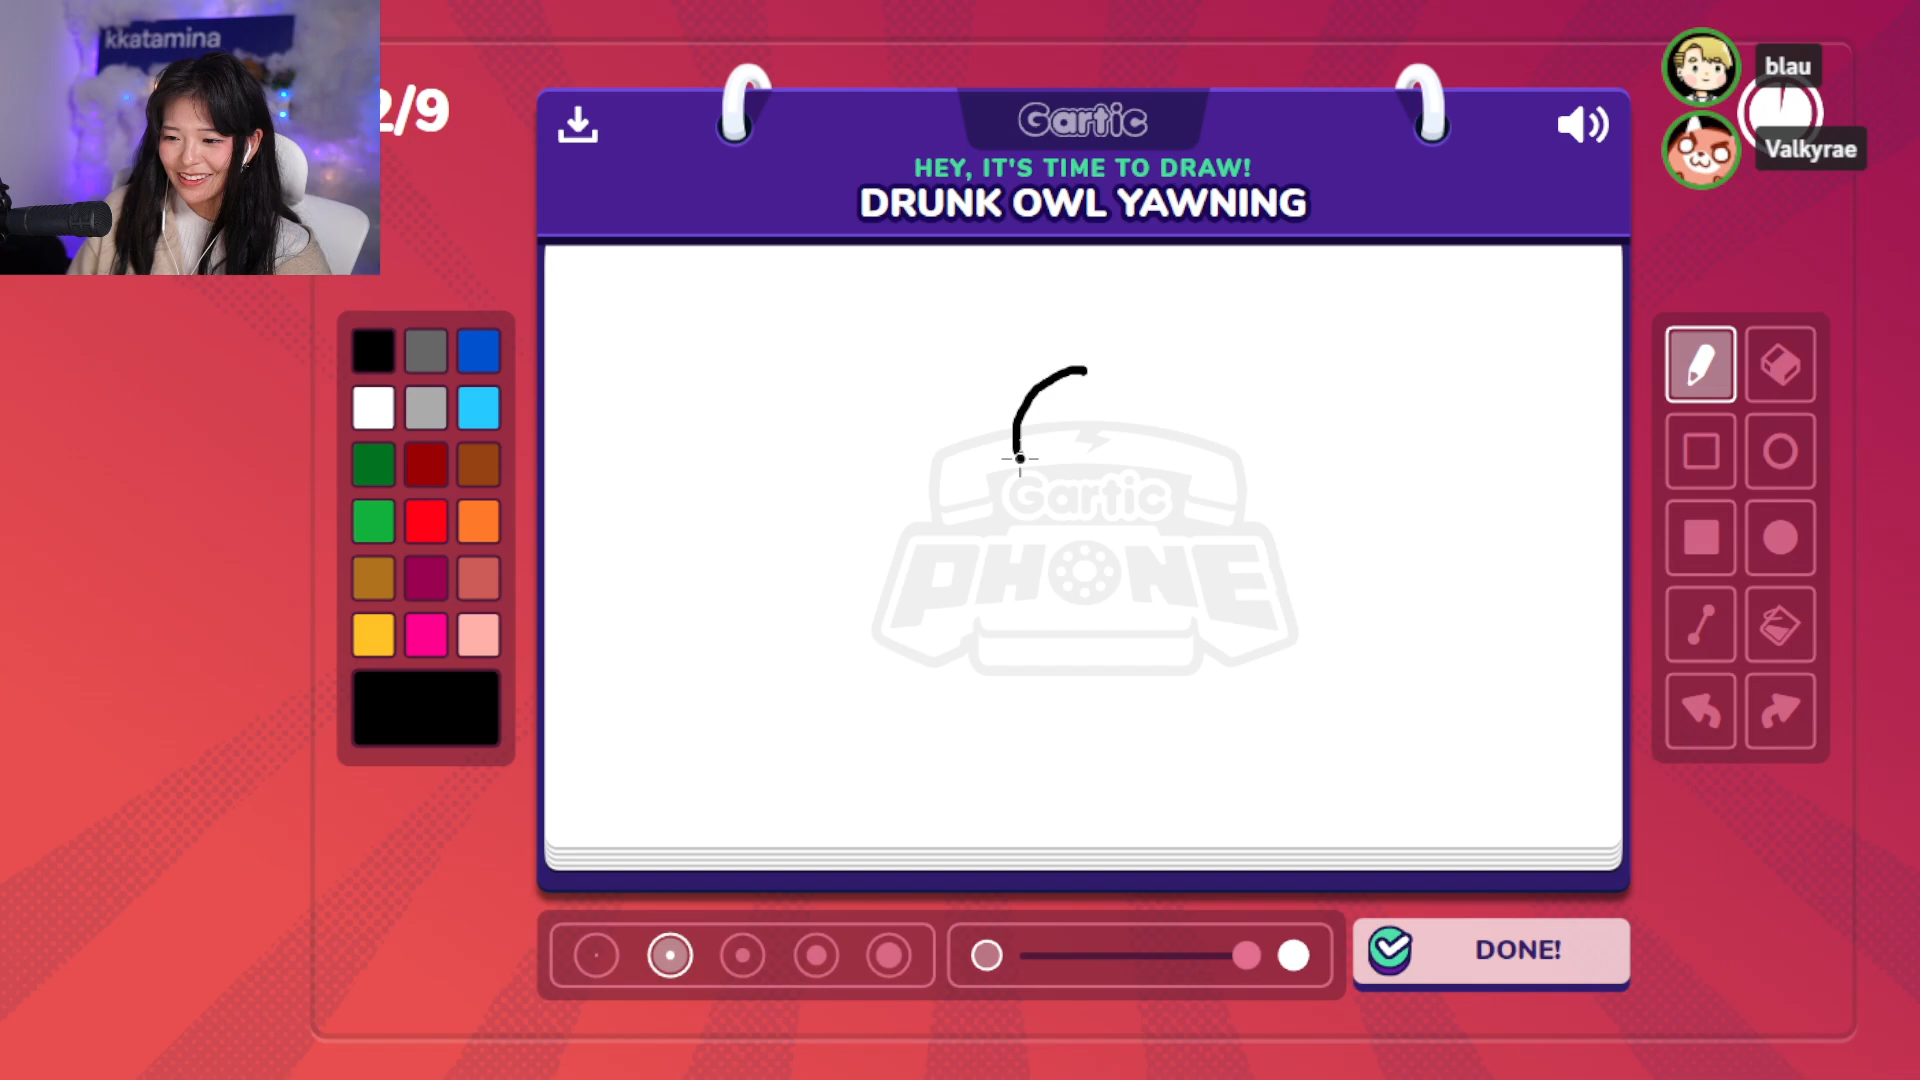 kkatamina
2/9
Gartic
HEY, IT'S TIME TO DRAW!
DRUNK OWL YAWNING
blau
Valkyrae
Gartic
PHONE
DONE!